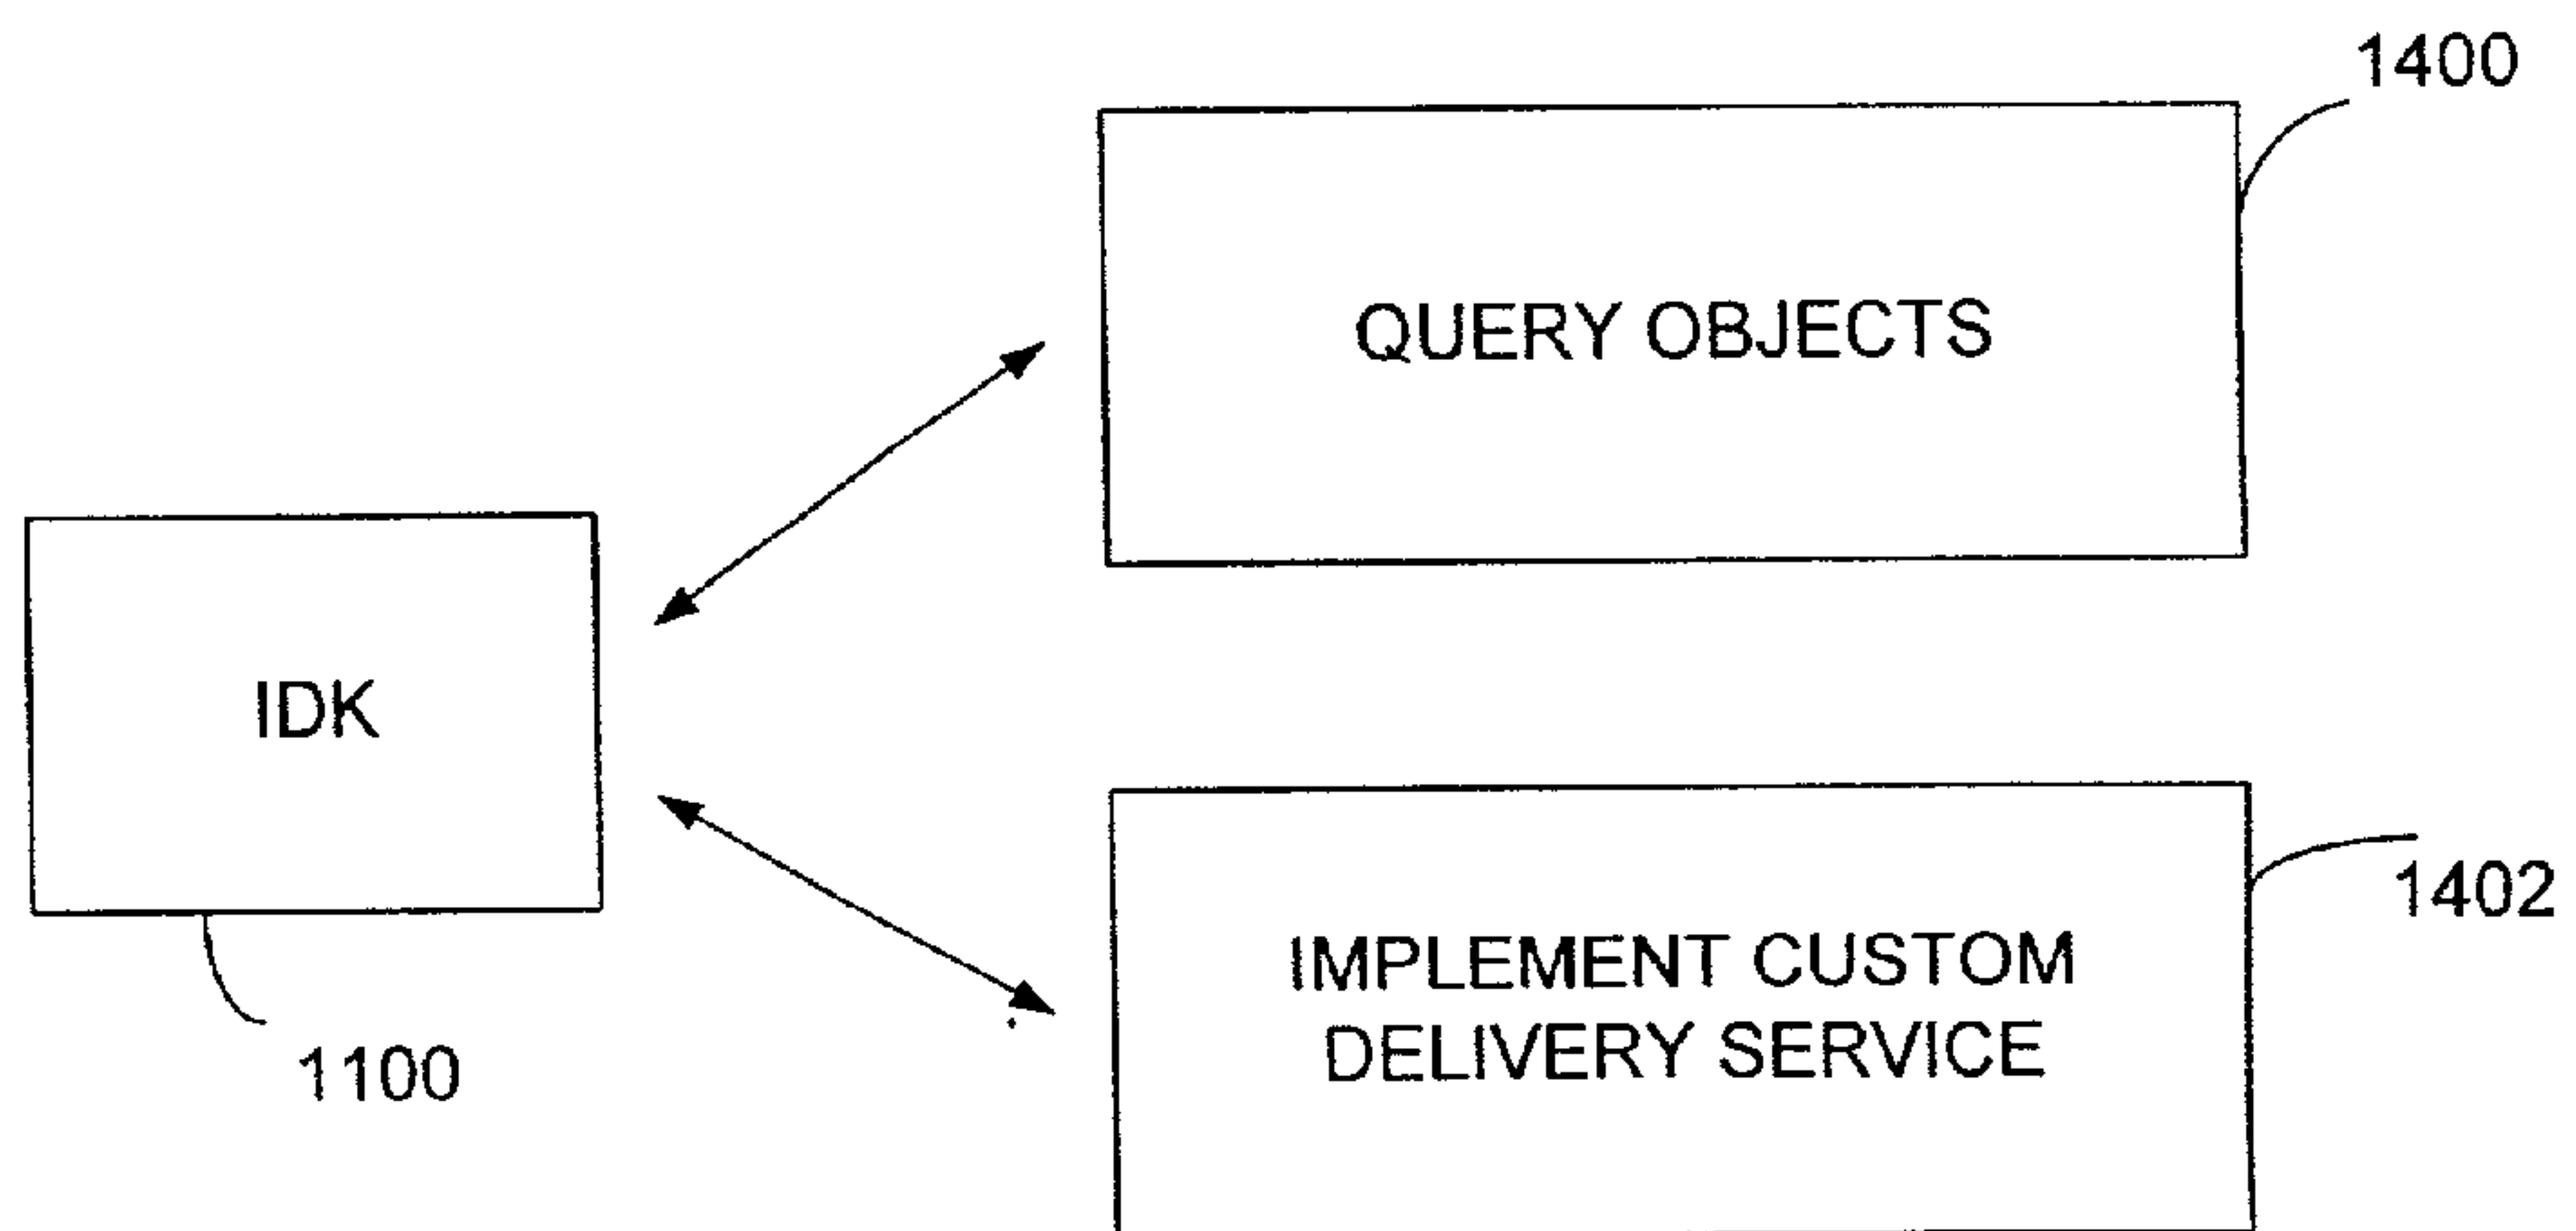 1400
QUERY OBJECTS
IDK
1100
1402
IMPLEMENT CUSTOM
DELIVERY SERVICE